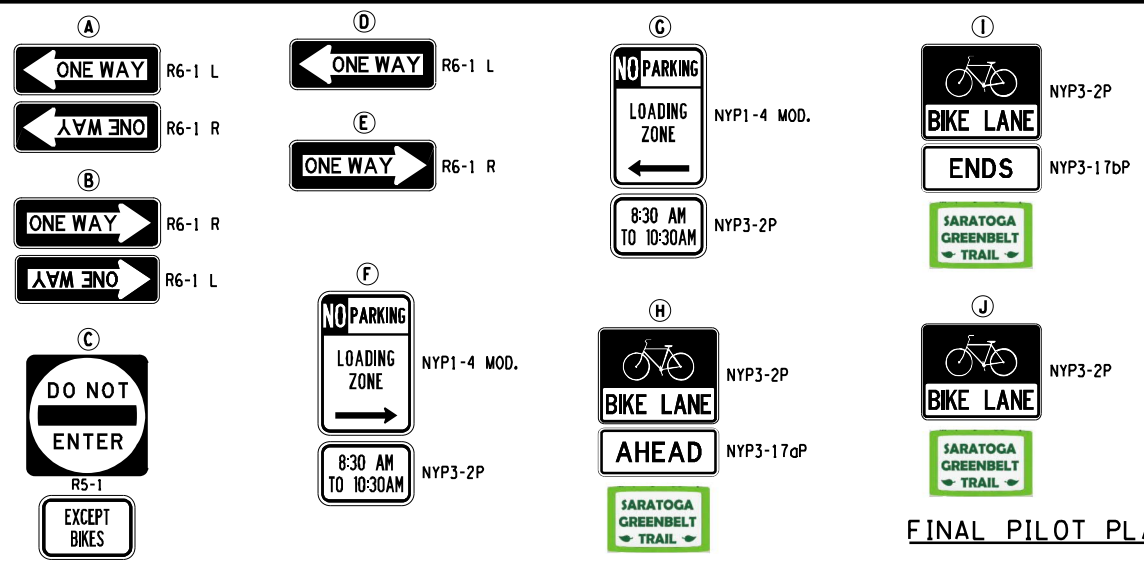 A
ONE WAY
R6-1 L
ONE WAY
R6-1 R
B
ONE WAY
R6-1 R
ONE WAY
R6-1 L
C
DO NOT
ENTER
R5-1
EXCEPT
BIKES
D
ONE WAY
R6-1 L
E
ONE WAY
R6-1 R
F
NO PARKING
LOADING
ZONE
NYP1-4 MOD.
8:30 AM
TO 10:30AM
NYP3-2P
G
NO PARKING
LOADING
ZONE
NYP1-4 MOD.
8:30 AM
TO 10:30AM
NYP3-2P
H
BIKE LANE
NYP3-2P
AHEAD
NYP3-17aP
SARATOGA
GREENBELT
TRAIL
I
BIKE LANE
NYP3-2P
ENDS
NYP3-17bP
SARATOGA
GREENBELT
TRAIL
J
BIKE LANE
NYP3-2P
SARATOGA
GREENBELT
TRAIL
FINAL PILOT PLA